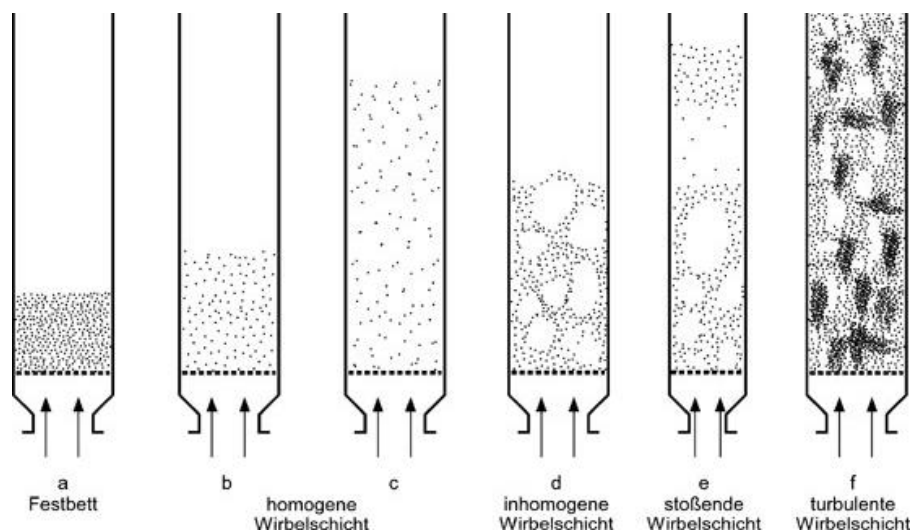 a
Festbett
b
c
homogene
Wirbelschicht
d
inhomogene
Wirbelschicht
e
stoßende
Wirbelschicht
f
turbulente
Wirbelschicht